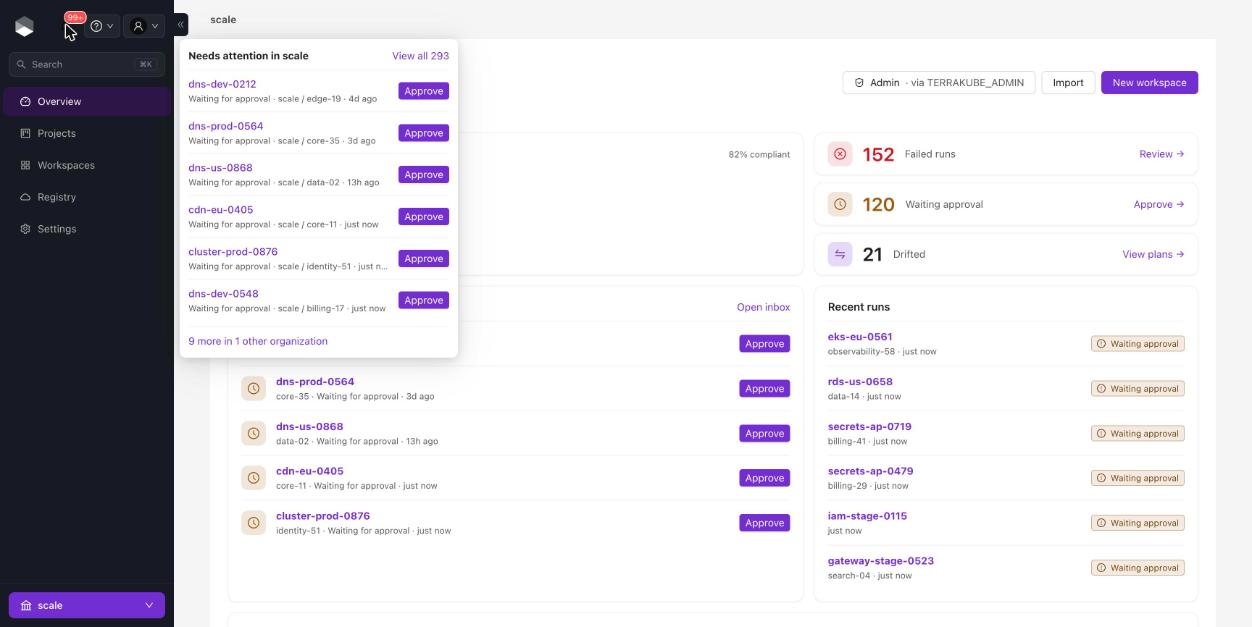 99+
scale
Search ⌘K
Overview
Projects
Workspaces
Registry
Settings
scale
Needs attention in scale View all 293
dns-dev-0212
Waiting for approval · scale / edge-19 · 4d ago
Approve
dns-prod-0564
Waiting for approval · scale / core-35 · 3d ago
Approve
dns-us-0868
Waiting for approval · scale / data-02 · 13h ago
Approve
cdn-eu-0405
Waiting for approval · scale / core-11 · just now
Approve
cluster-prod-0876
Waiting for approval · scale / identity-51 · just n...
Approve
dns-dev-0548
Waiting for approval · scale / billing-17 · just now
Approve
9 more in 1 other organization
Admin · via TERRAKUBE_ADMIN
Import
New workspace
82% compliant
152 Failed runs Review →
120 Waiting approval Approve →
21 Drifted View plans →
Open inbox
Approve
dns-prod-0564
core-35 · Waiting for approval · 3d ago
Approve
dns-us-0868
data-02 · Waiting for approval · 13h ago
Approve
cdn-eu-0405
core-11 · Waiting for approval · just now
Approve
cluster-prod-0876
identity-51 · Waiting for approval · just now
Approve
Recent runs
eks-eu-0561
observability-58 · just now
Waiting approval
rds-us-0658
data-14 · just now
Waiting approval
secrets-ap-0719
billing-41 · just now
Waiting approval
secrets-ap-0479
billing-29 · just now
Waiting approval
iam-stage-0115
just now
Waiting approval
gateway-stage-0523
search-04 · just now
Waiting approval